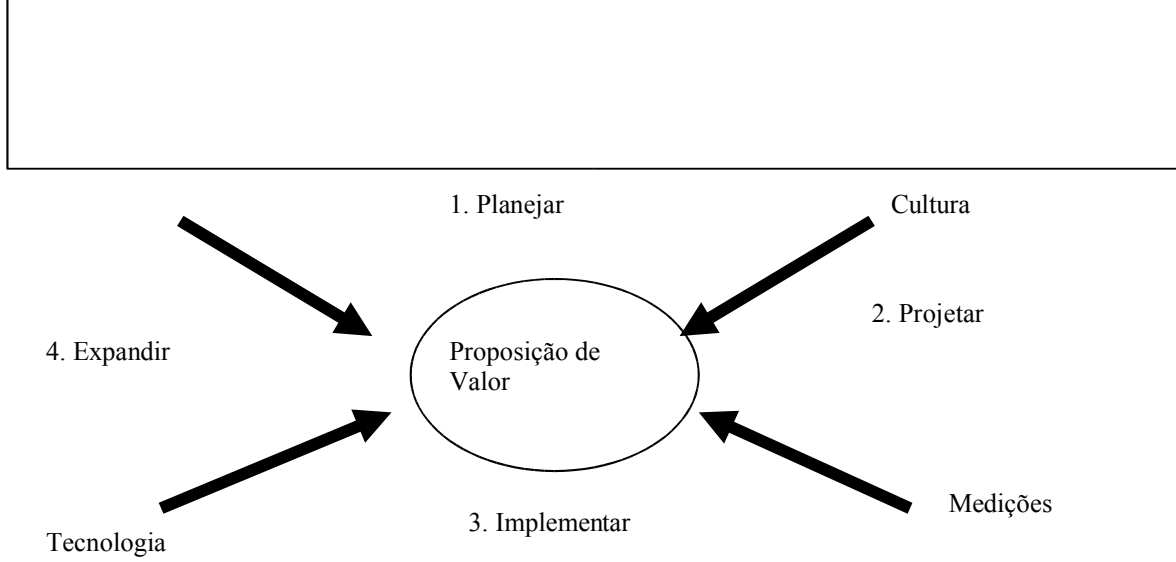 1. Planejar
Cultura
2. Projetar
4. Expandir
Proposição de
Valor
Medições
3. Implementar
Tecnologia